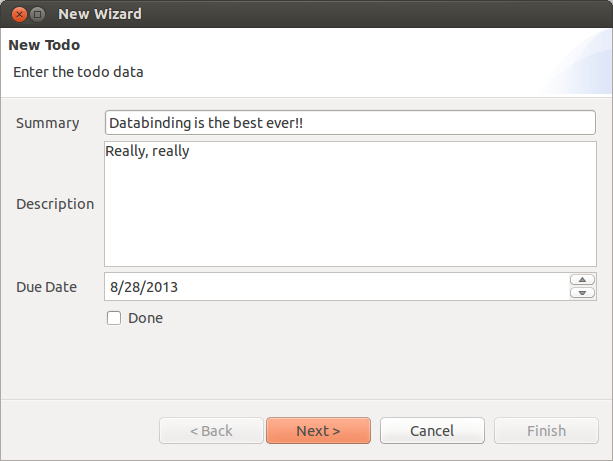 New Wizard
New Todo
Enter the todo data
Summary Databinding is the best ever!!
Really, really
Description
Due Date 8/28/2013
Done
< Back Next > Cancel Finish